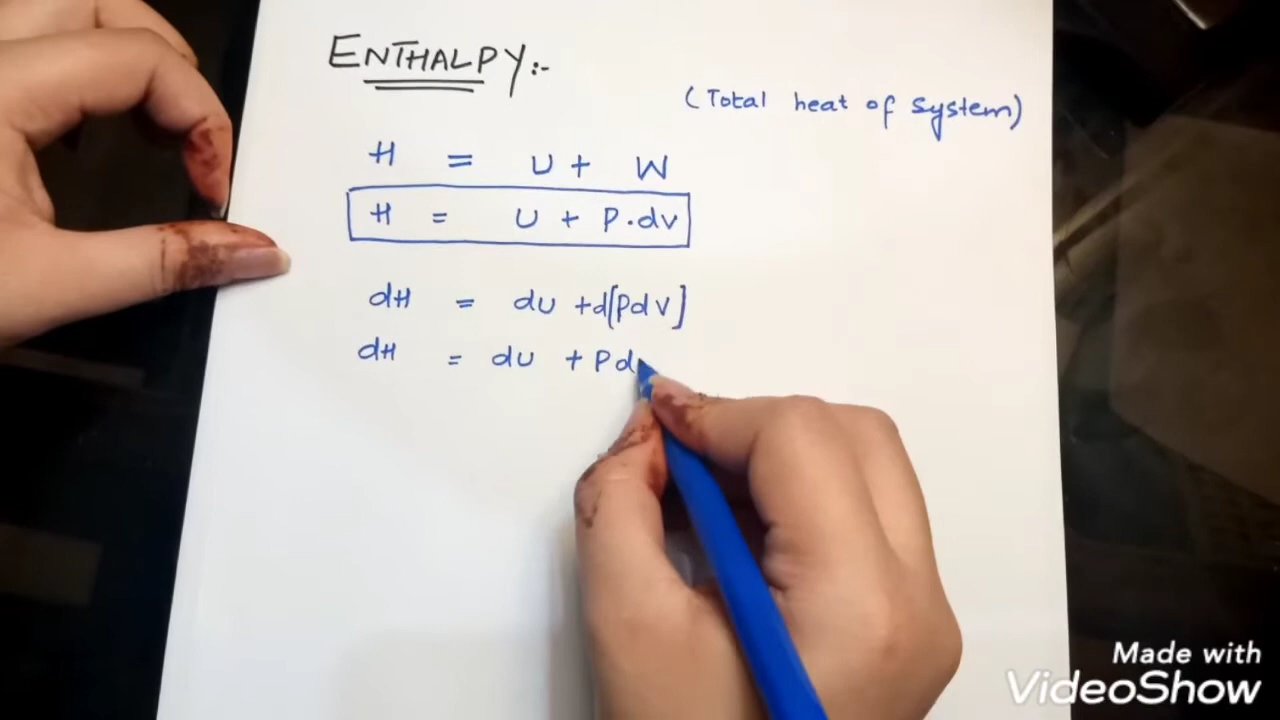 ENTHALPY:-
(Total heat of system)
H = U + W
H = U + P.dv
dH = dU + d[PdV]
dH = dU + Pd
Made with
VideoShow